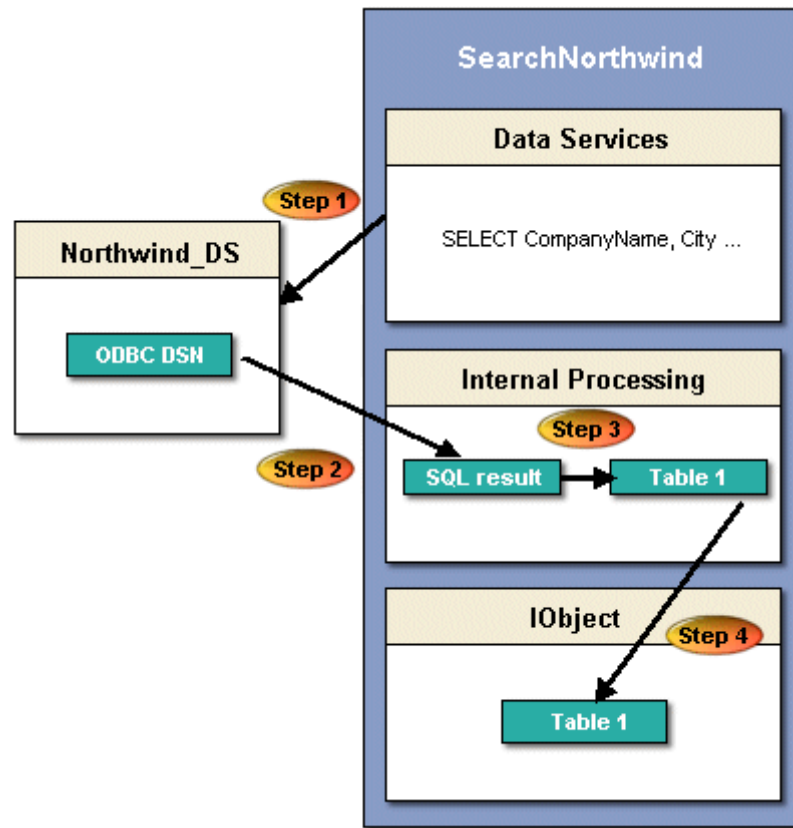 SearchNorthwind
Data Services
Step 1
SELECT CompanyName, City ...
Northwind_DS
ODBC DSN
Internal Processing
Step 3
Step 2
SQL result
Table 1
IObject
Step 4
Table 1